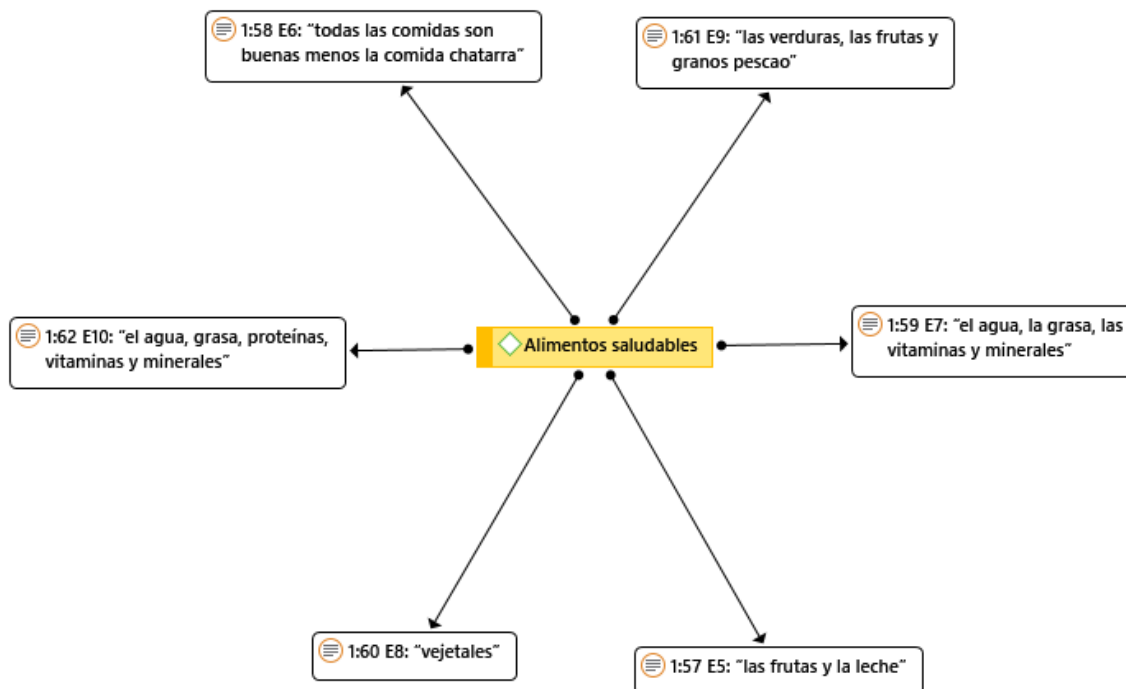 1:58 E6: “todas las comidas son
buenas menos la comida chatarra”
1:61 E9: “las verduras, las frutas y
granos pescao”
1:62 E10: “el agua, grasa, proteínas,
vitaminas y minerales”
Alimentos saludables
1:59 E7: “el agua, la grasa, las
vitaminas y minerales”
1:60 E8: “vejetales”
1:57 E5: “las frutas y la leche”